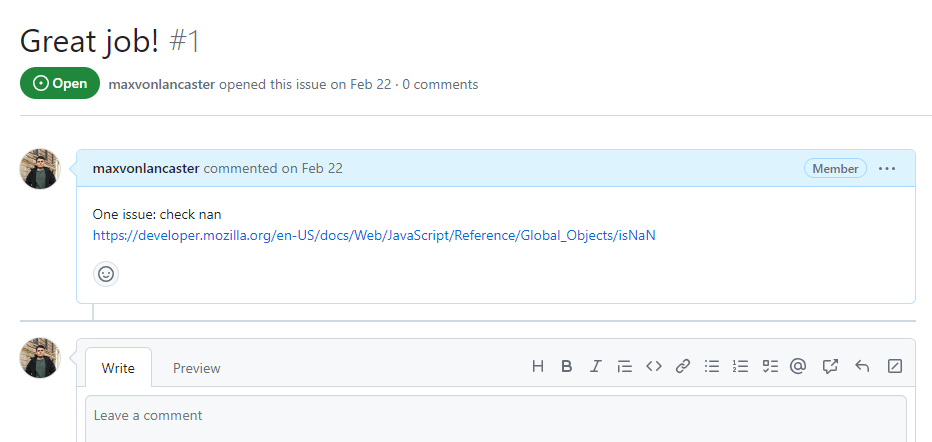 Great job! #1
Open maxvonlancaster opened this issue on Feb 22 · 0 comments
maxvonlancaster commented on Feb 22 Member
One issue: check nan
https://developer.mozilla.org/en-US/docs/Web/JavaScript/Reference/Global_Objects/isNaN
Write Preview
Leave a comment